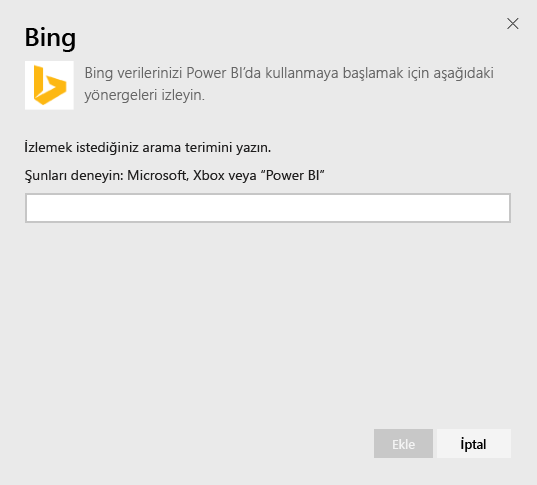 Bing
Bing verilerinizi Power BI’da kullanmaya başlamak için aşağıdaki
yönergeleri izleyin.
İzlemek istediğiniz arama terimini yazın.
Şunları deneyin: Microsoft, Xbox veya “Power BI”
Ekle
İptal